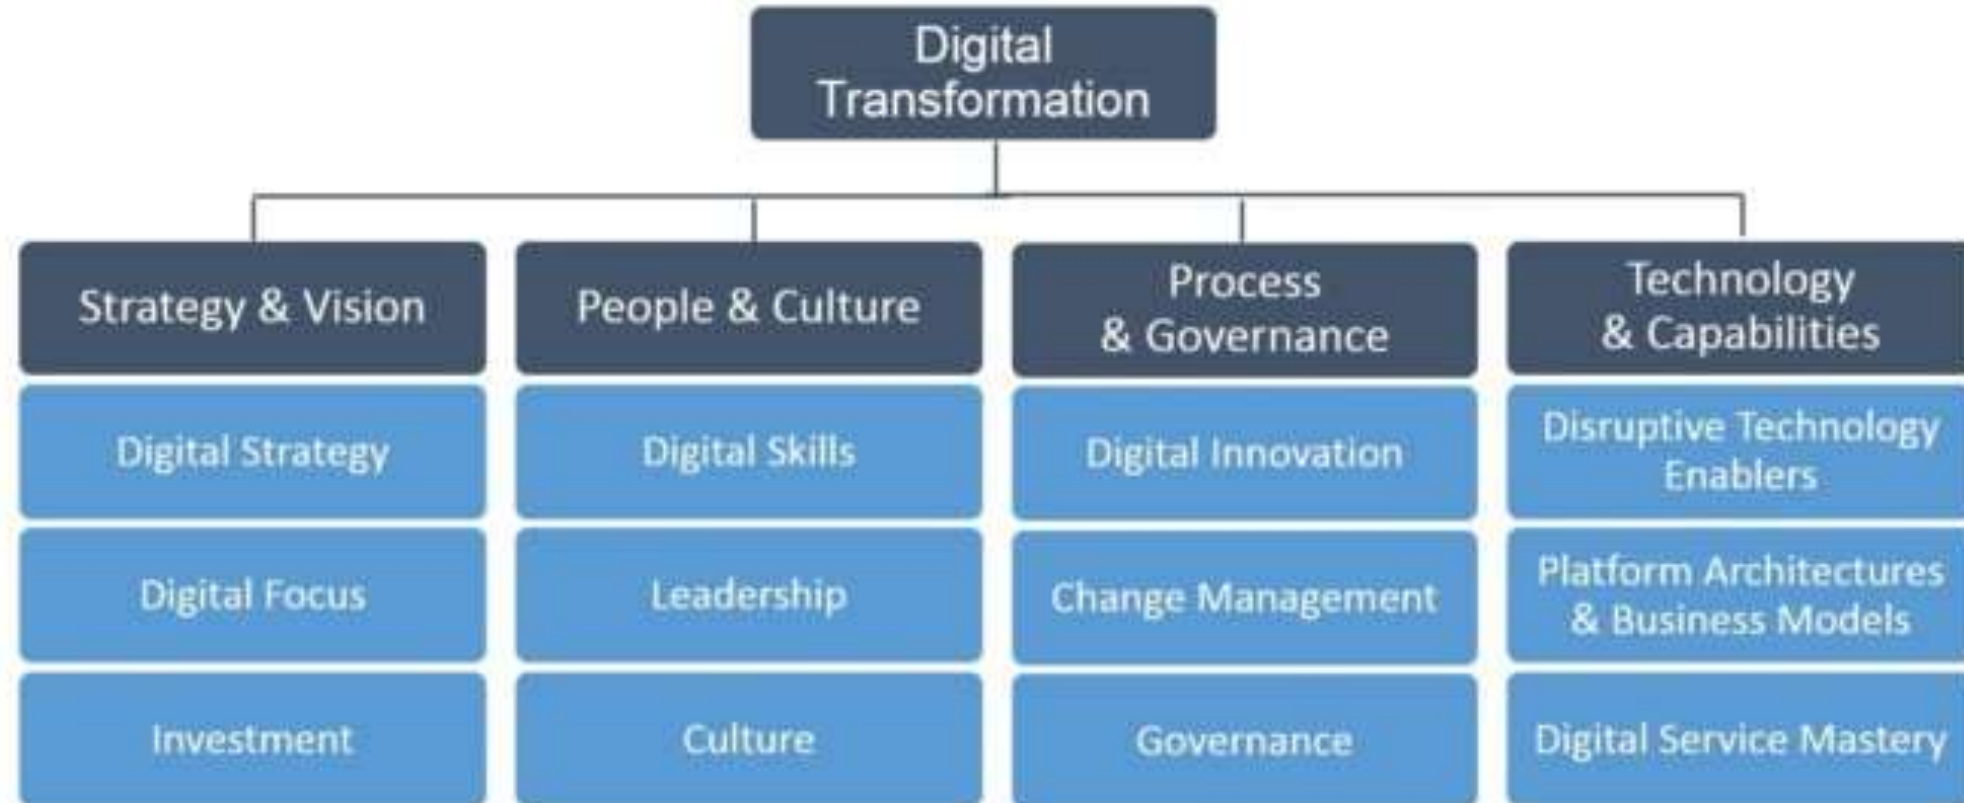 Digital
Transformation
Strategy & Vision
People & Culture
Process
& Governance
Technology
& Capabilities
Digital Strategy
Digital Skills
Digital Innovation
Disruptive Technology
Enablers
Digital Focus
Leadership
Change Management
Platform Architectures
& Business Models
Investment
Culture
Governance
Digital Service Mastery